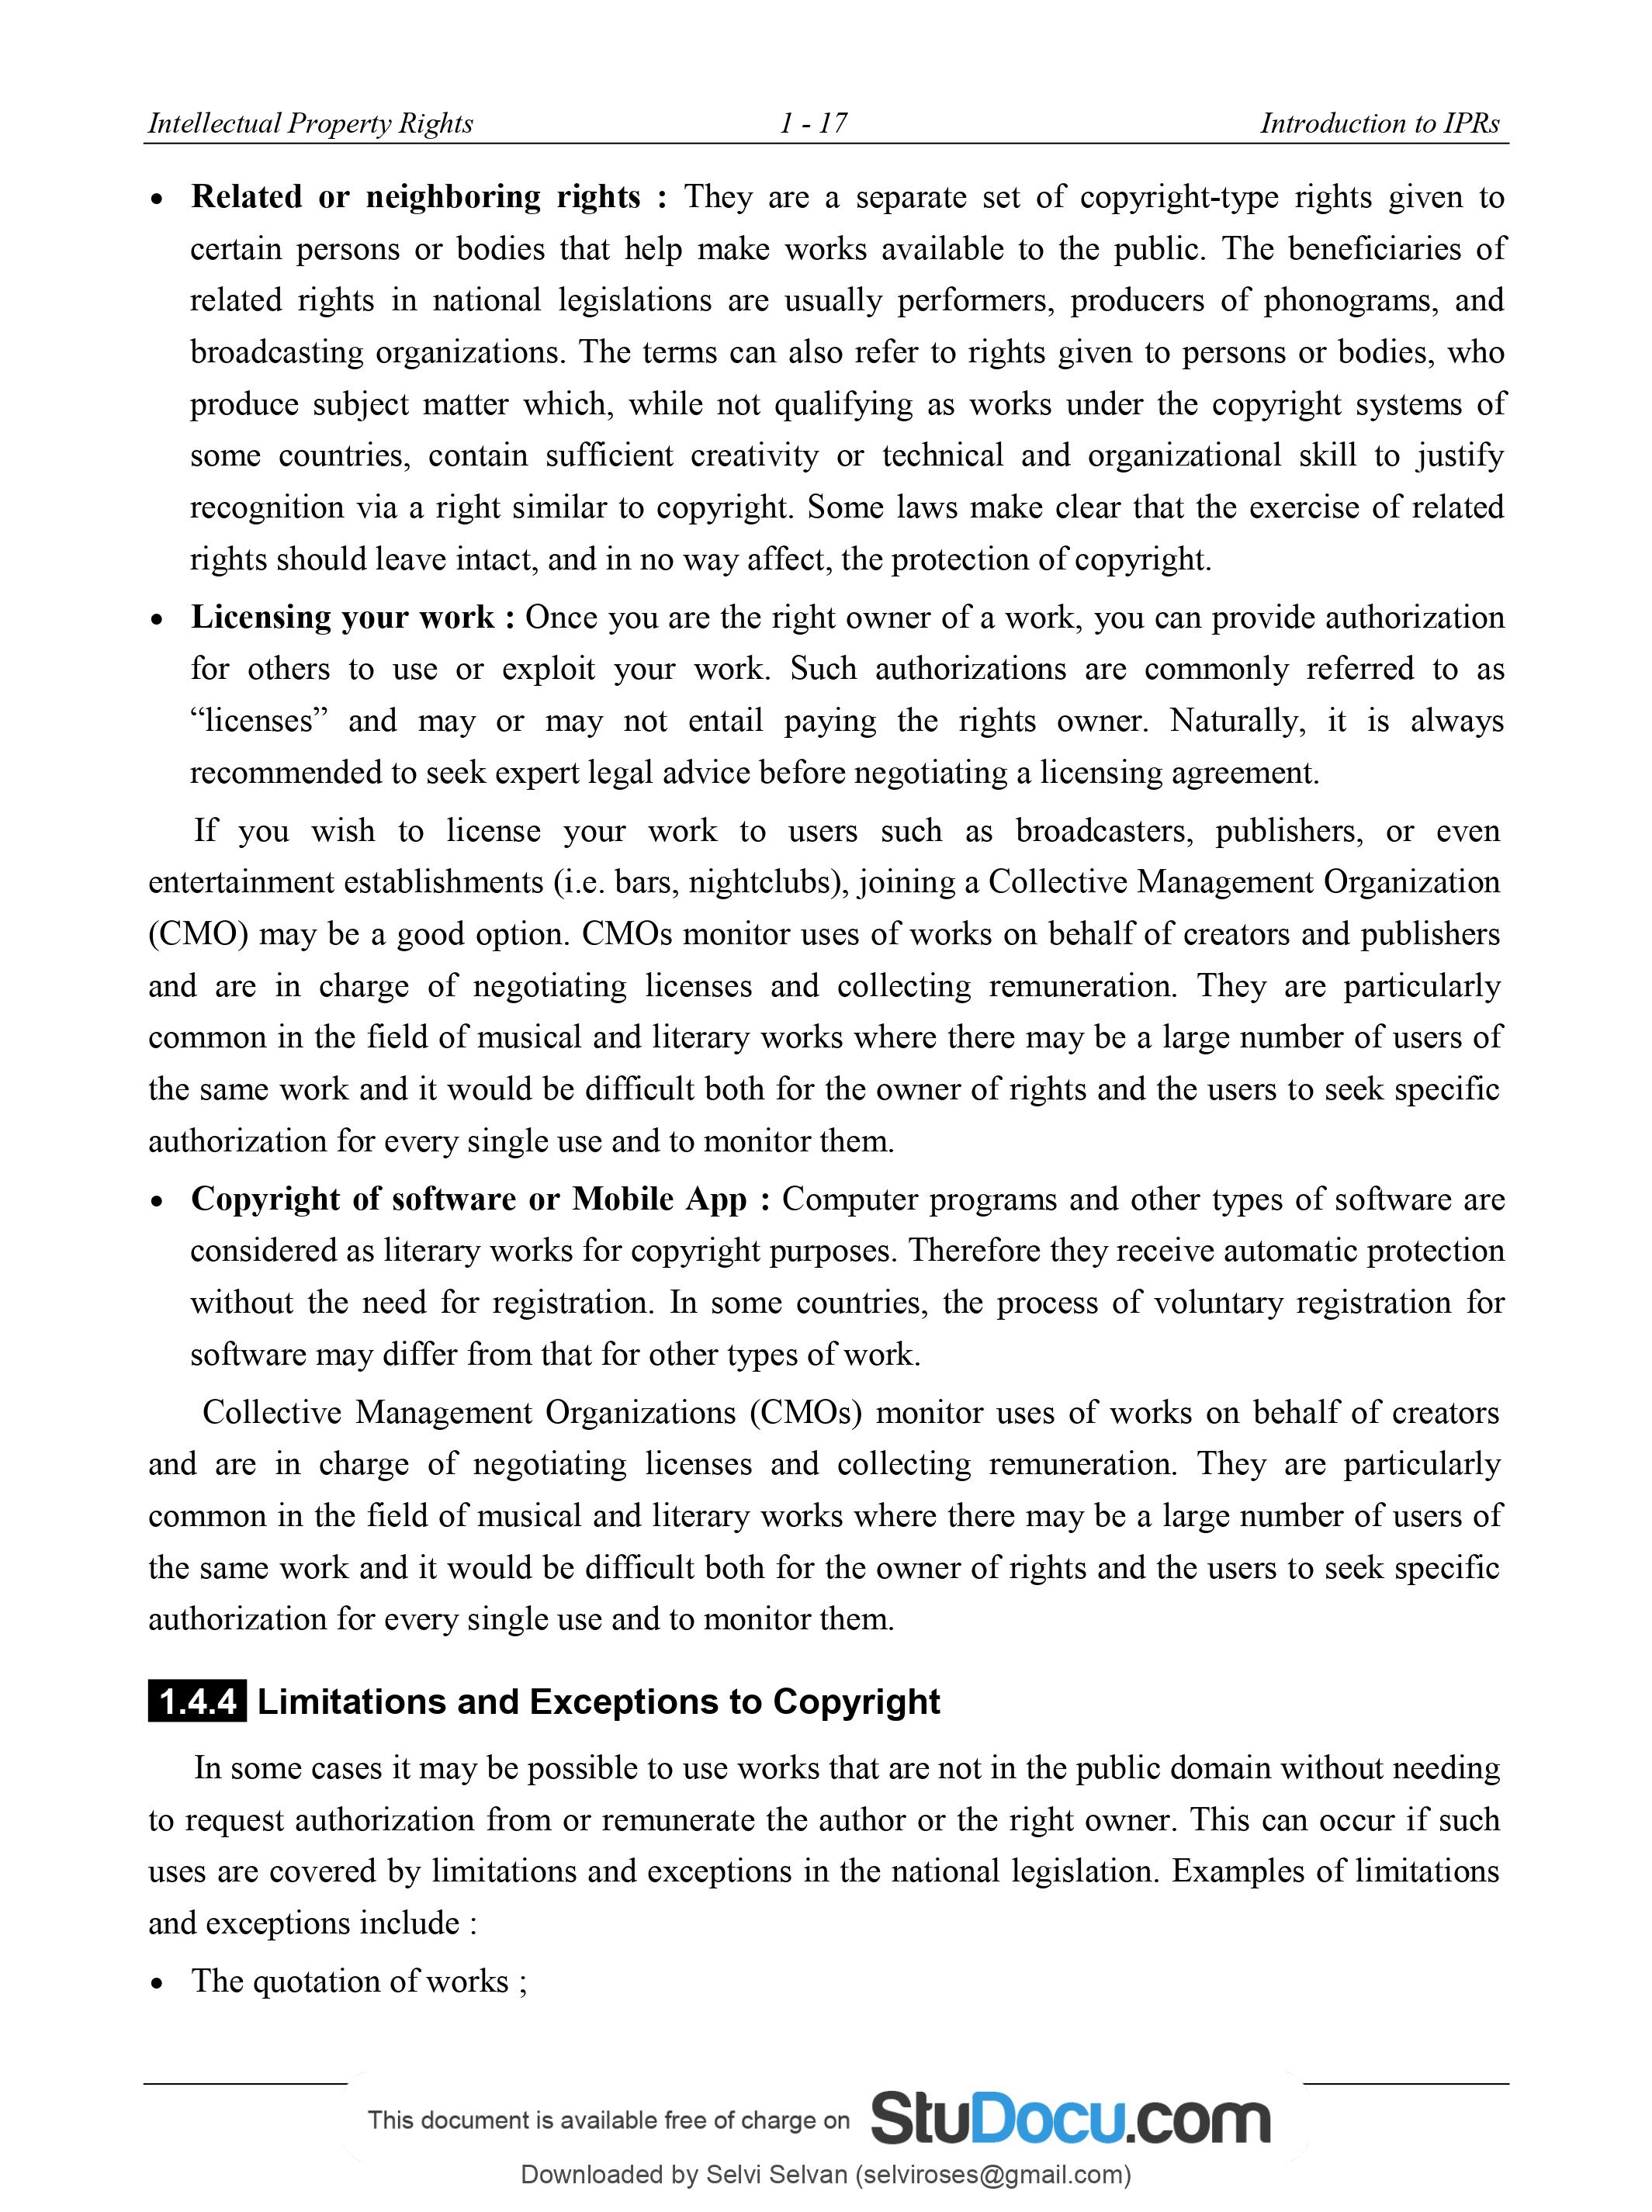 Intellectual Property Rights 1 - 17 Introduction to IPRs
• Related or neighboring rights : They are a separate set of copyright-type rights given to
certain persons or bodies that help make works available to the public. The beneficiaries of
related rights in national legislations are usually performers, producers of phonograms, and
broadcasting organizations. The terms can also refer to rights given to persons or bodies, who
produce subject matter which, while not qualifying as works under the copyright systems of
some countries, contain sufficient creativity or technical and organizational skill to justify
recognition via a right similar to copyright. Some laws make clear that the exercise of related
rights should leave intact, and in no way affect, the protection of copyright.
• Licensing your work : Once you are the right owner of a work, you can provide authorization
for others to use or exploit your work. Such authorizations are commonly referred to as
“licenses” and may or may not entail paying the rights owner. Naturally, it is always
recommended to seek expert legal advice before negotiating a licensing agreement.
If you wish to license your work to users such as broadcasters, publishers, or even
entertainment establishments (i.e. bars, nightclubs), joining a Collective Management Organization
(CMO) may be a good option. CMOs monitor uses of works on behalf of creators and publishers
and are in charge of negotiating licenses and collecting remuneration. They are particularly
common in the field of musical and literary works where there may be a large number of users of
the same work and it would be difficult both for the owner of rights and the users to seek specific
authorization for every single use and to monitor them.
• Copyright of software or Mobile App : Computer programs and other types of software are
considered as literary works for copyright purposes. Therefore they receive automatic protection
without the need for registration. In some countries, the process of voluntary registration for
software may differ from that for other types of work.
Collective Management Organizations (CMOs) monitor uses of works on behalf of creators
and are in charge of negotiating licenses and collecting remuneration. They are particularly
common in the field of musical and literary works where there may be a large number of users of
the same work and it would be difficult both for the owner of rights and the users to seek specific
authorization for every single use and to monitor them.
1.4.4 Limitations and Exceptions to Copyright
In some cases it may be possible to use works that are not in the public domain without needing
to request authorization from or remunerate the author or the right owner. This can occur if such
uses are covered by limitations and exceptions in the national legislation. Examples of limitations
and exceptions include :
• The quotation of works ;
This document is available free of charge on StuDocu.com
Downloaded by Selvi Selvan (selviroses@gmail.com)